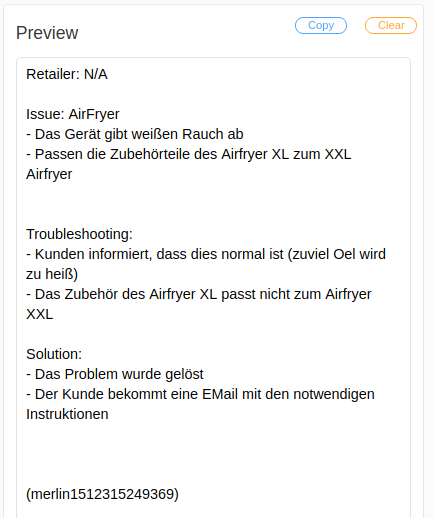 Preview
Copy
Clear
Retailer: N/A
Issue: AirFryer
- Das Gerät gibt weißen Rauch ab
- Passen die Zubehörteile des Airfryer XL zum XXL
Airfryer
Troubleshooting:
- Kunden informiert, dass dies normal ist (zuviel Oel wird
zu heiß)
- Das Zubehör des Airfryer XL passt nicht zum Airfryer
XXL
Solution:
- Das Problem wurde gelöst
- Der Kunde bekommt eine EMail mit den notwendigen
Instruktionen
(merlin1512315249369)